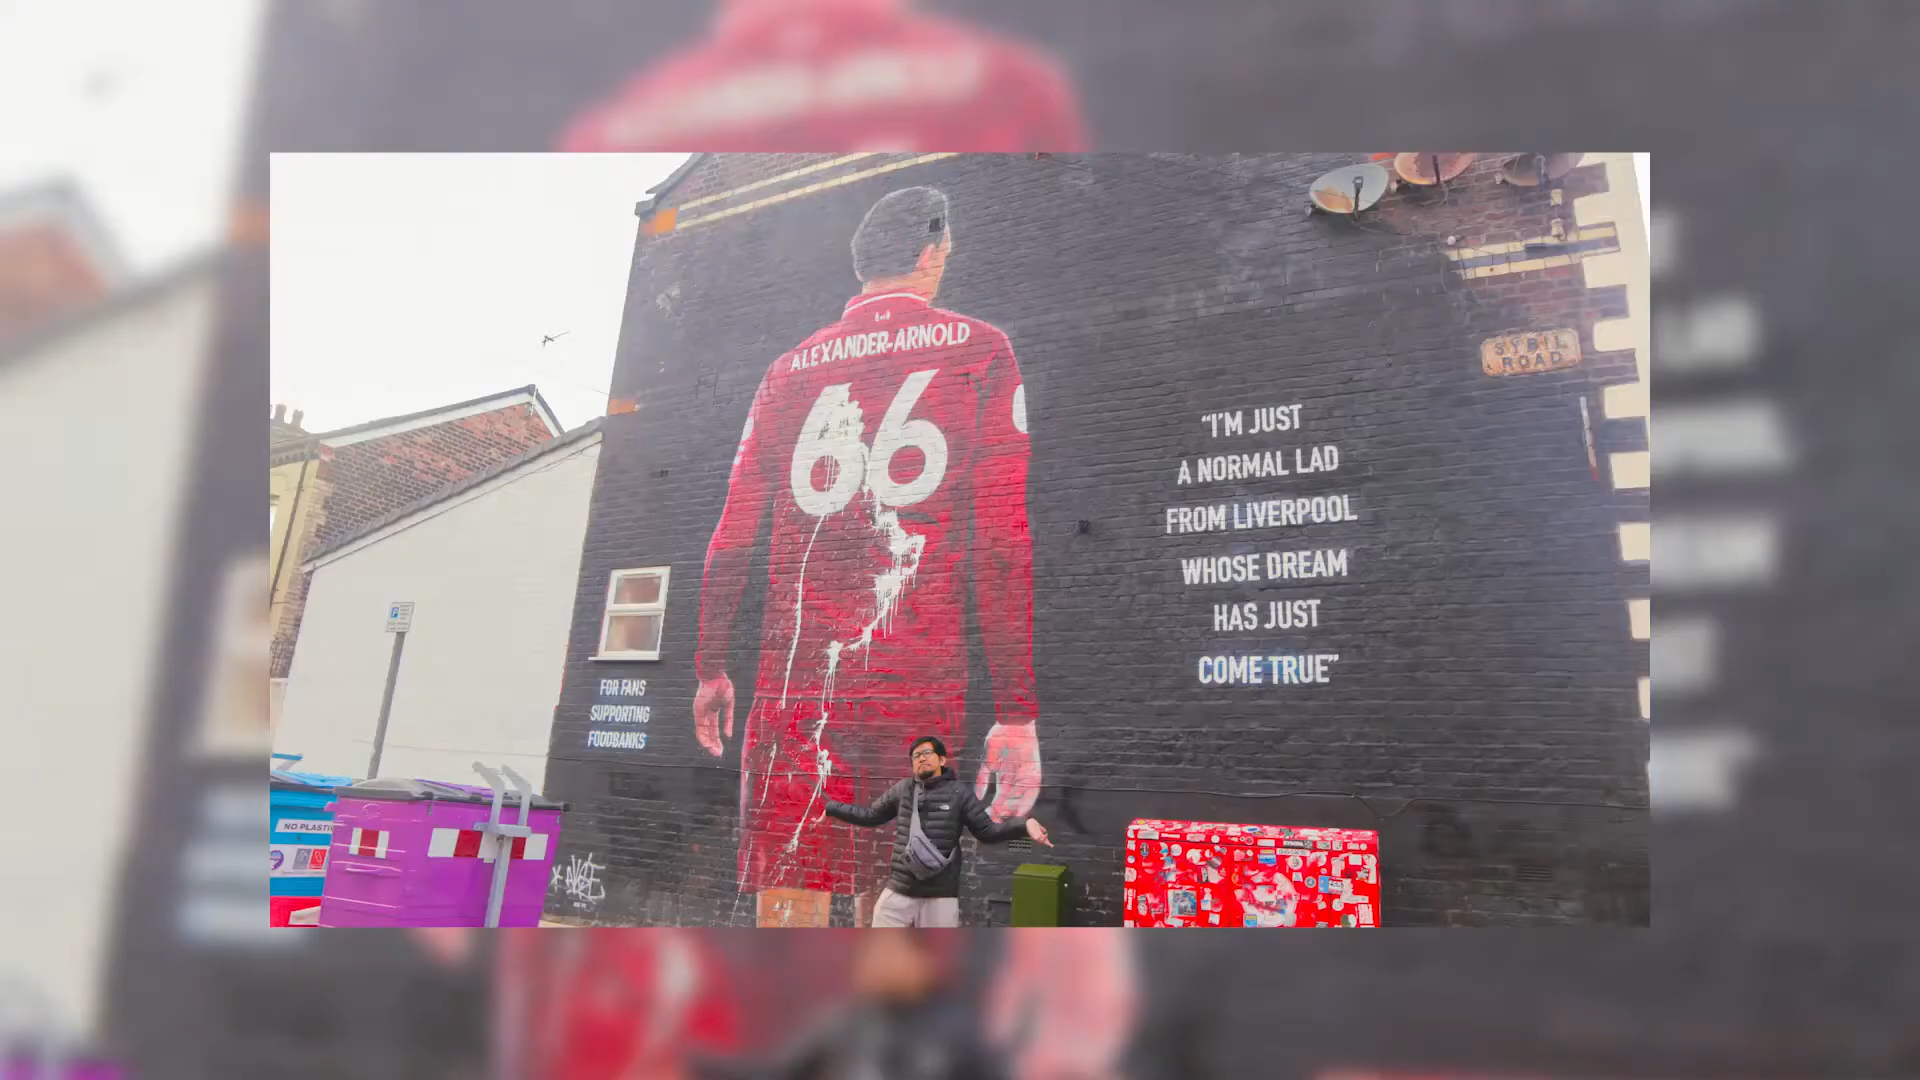 ALEXANDER-ARNOLD
66
SYBIL
ROAD
"I'M JUST
A NORMAL LAD
FROM LIVERPOOL
WHOSE DREAM
HAS JUST
COME TRUE"
FOR FANS
SUPPORTING
FOODBANKS
P
NO PLASTIC